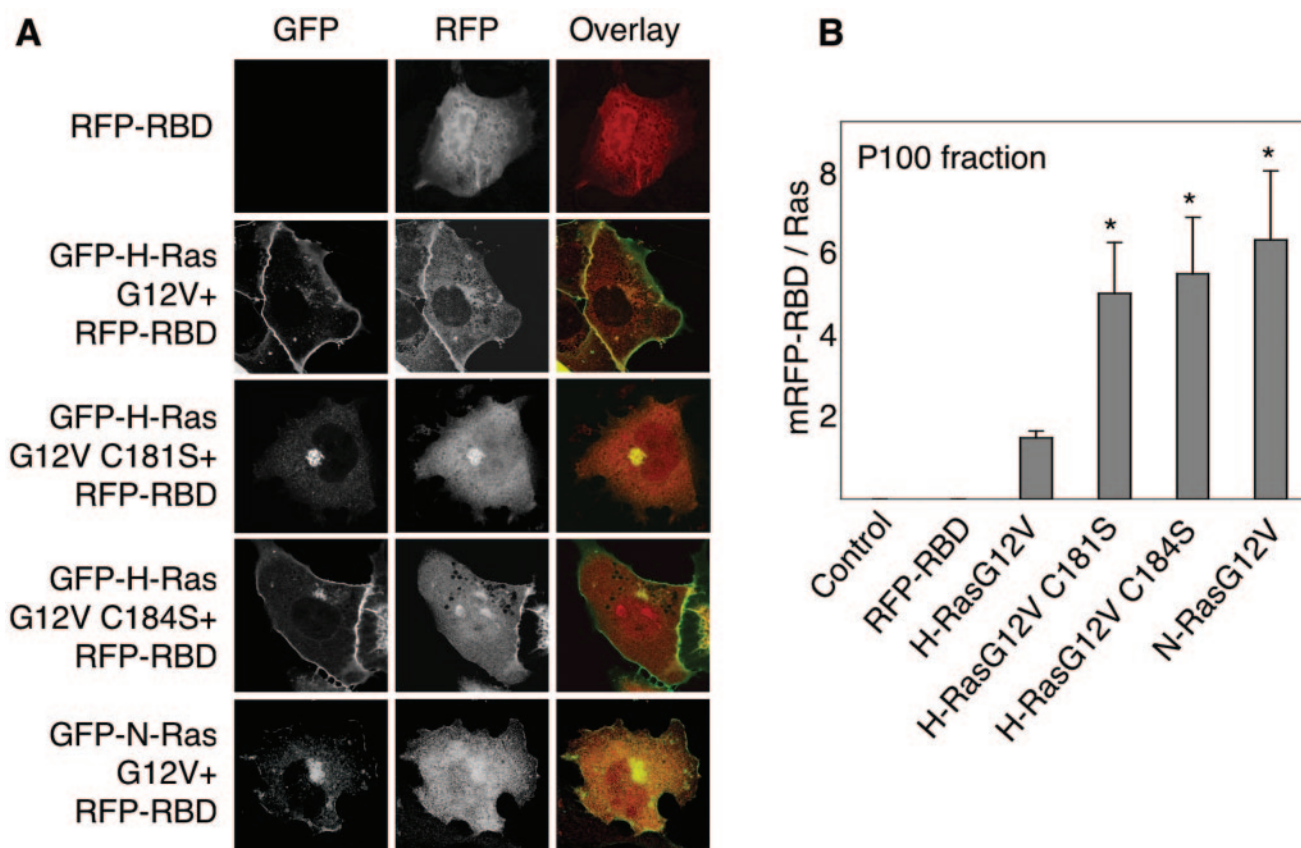 A
GFP
RFP
Overlay
RFP-RBD
GFP-H-Ras
G12V+
RFP-RBD
GFP-H-Ras
G12V C181S+
RFP-RBD
GFP-H-Ras
G12V C184S+
RFP-RBD
GFP-N-Ras
G12V+
RFP-RBD
B
P100 fraction
mRFP-RBD / Ras
8
6
4
2
*
*
*
Control
RFP-RBD
H-RasG12V
H-RasG12V C181S
H-RasG12V C184S
N-RasG12V